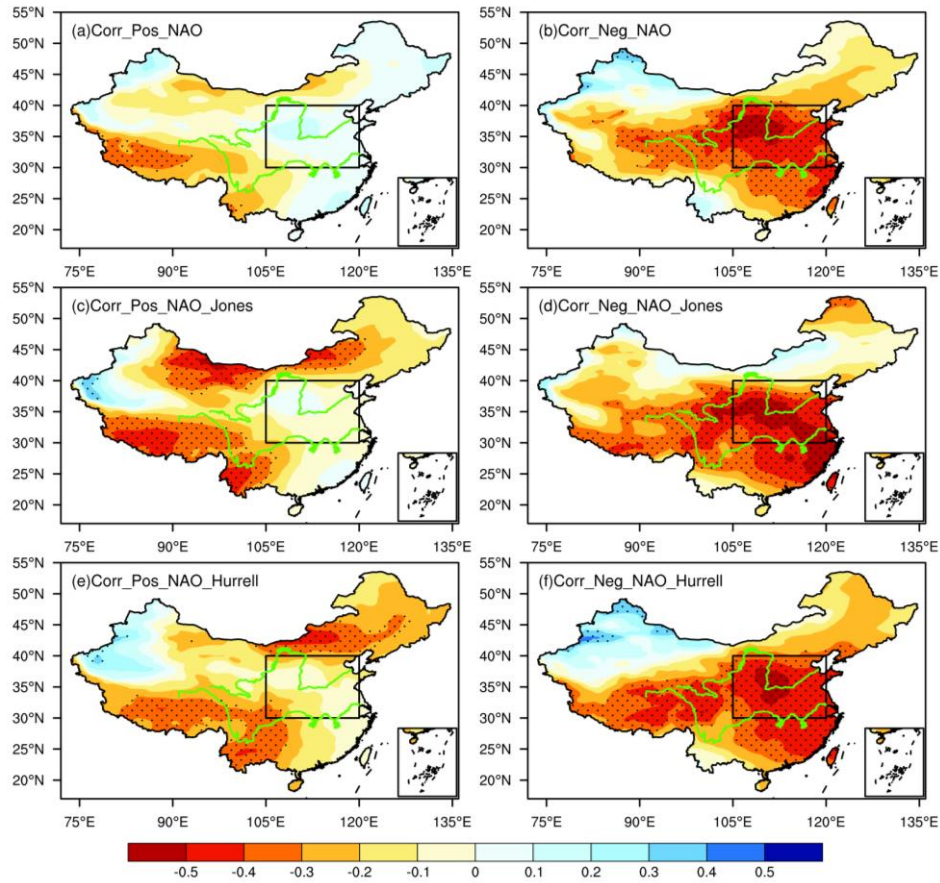 (a)Corr_Pos_NAO
(b)Corr_Neg_NAO
55°N
50°N
45°N
40°N
35°N
30°N
25°N
20°N
75°E 90°E 105°E 120°E 135°E
55°N
50°N
45°N
40°N
35°N
30°N
25°N
20°N
75°E 90°E 105°E 120°E 135°E
(c)Corr_Pos_NAO_Jones
(d)Corr_Neg_NAO_Jones
55°N
50°N
45°N
40°N
35°N
30°N
25°N
20°N
75°E 90°E 105°E 120°E 135°E
55°N
50°N
45°N
40°N
35°N
30°N
25°N
20°N
75°E 90°E 105°E 120°E 135°E
(e)Corr_Pos_NAO_Hurrell
(f)Corr_Neg_NAO_Hurrell
55°N
50°N
45°N
40°N
35°N
30°N
25°N
20°N
75°E 90°E 105°E 120°E 135°E
55°N
50°N
45°N
40°N
35°N
30°N
25°N
20°N
75°E 90°E 105°E 120°E 135°E
-0.5 -0.4 -0.3 -0.2 -0.1 0 0.1 0.2 0.3 0.4 0.5